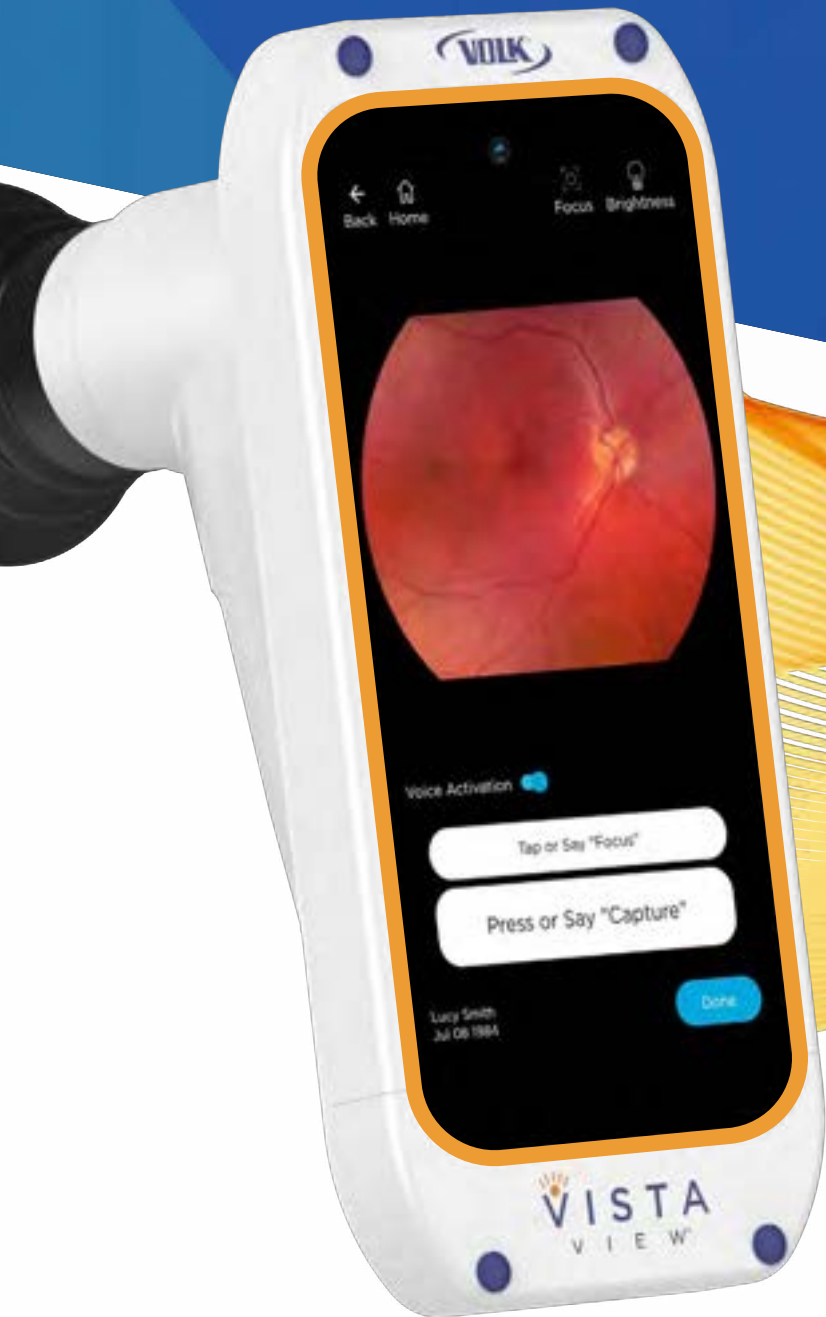 VOLK
Back Home Focus Brightness
Voice Activation
Tap or Say "Focus"
Press or Say "Capture"
Lucy Smith
Jul 08 1984
Done
VISTA
VIEW